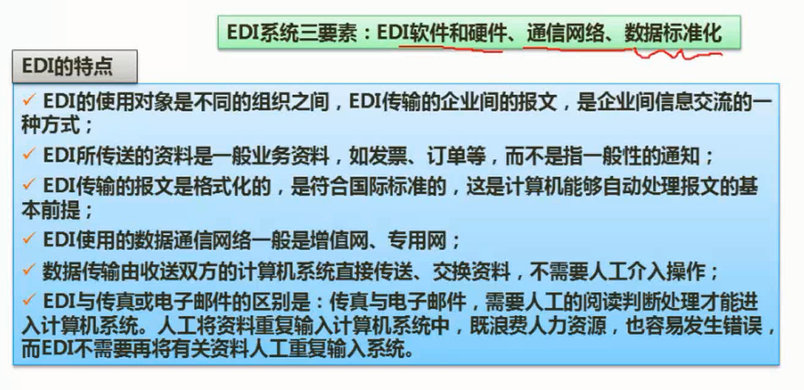 EDI系统三要素：EDI软件和硬件、通信网络、数据标准化
EDI的特点
✓ EDI的使用对象是不同的组织之间，EDI传输的企业间的报文，是企业间信息交流的一
种方式；
✓ EDI所传送的资料是一般业务资料，如发票、订单等，而不是指一般性的通知；
✓ EDI传输的报文是格式化的，是符合国际标准的，这是计算机能够自动处理报文的基
本前提；
✓ EDI使用的数据通信网络一般是增值网、专用网；
✓ 数据传输由收送双方的计算机系统直接传送、交换资料，不需要人工介入操作；
✓ EDI与传真或电子邮件的区别是：传真与电子邮件，需要人工的阅读判断处理才能进
入计算机系统。人工将资料重复输入计算机系统中，既浪费人力资源，也容易发生错误，
而EDI不需要再将有关资料人工重复输入系统。